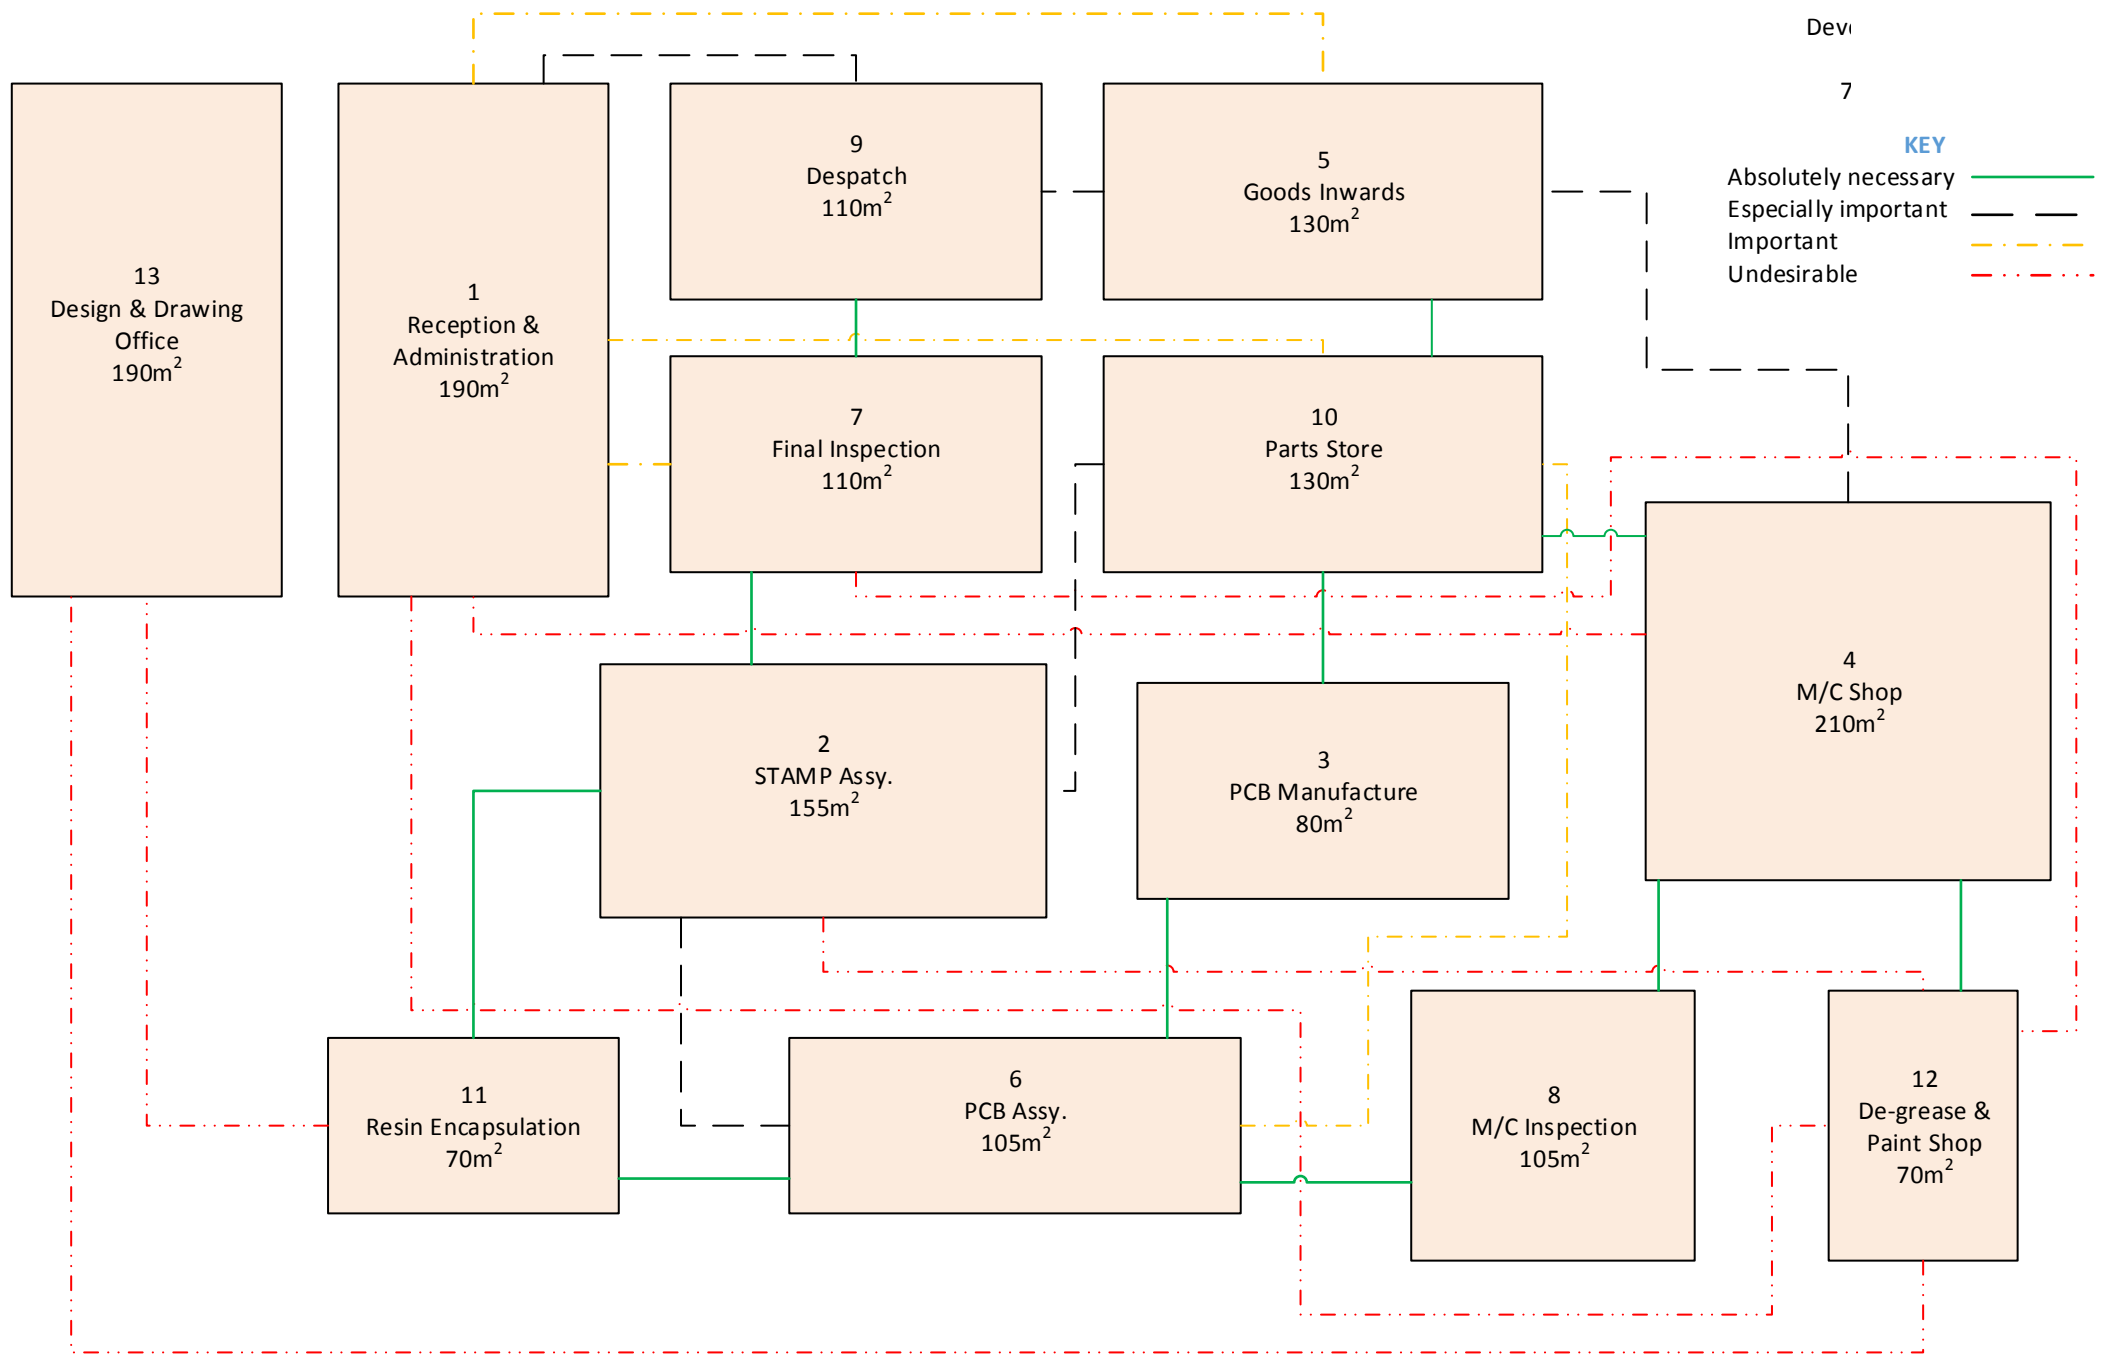 13
Design & Drawing
Office
190m²
1
Reception &
Administration
190m²
9
Despatch
110m²
5
Goods Inwards
130m²
7
KEY
Absolutely necessary
Especially important
Important
Undesirable
7
Final Inspection
110m²
10
Parts Store
130m²
2
STAMP Assy.
155m²
3
PCB Manufacture
80m²
4
M/C Shop
210m²
11
Resin Encapsulation
70m²
6
PCB Assy.
105m²
8
M/C Inspection
105m²
12
De-grease &
Paint Shop
70m²